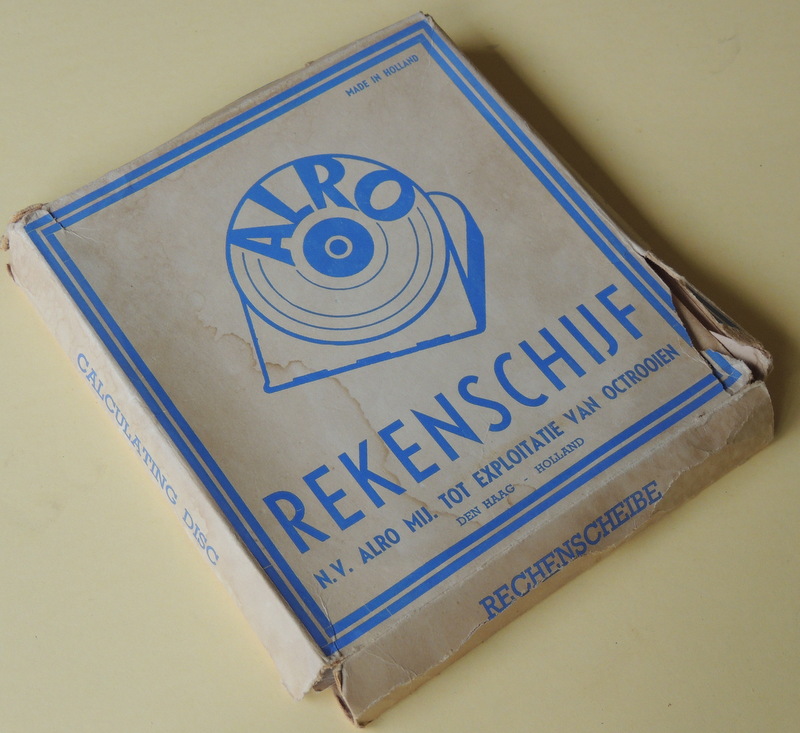 MADE IN HOLLAND
ALRO
REKENSCHIJF
N.V. ALRO MIJ. TOT EXPLOITATIE VAN OCTROOIEN
DEN HAAG - HOLLAND
CALCULATING DISC
RECHENSCHEIBE